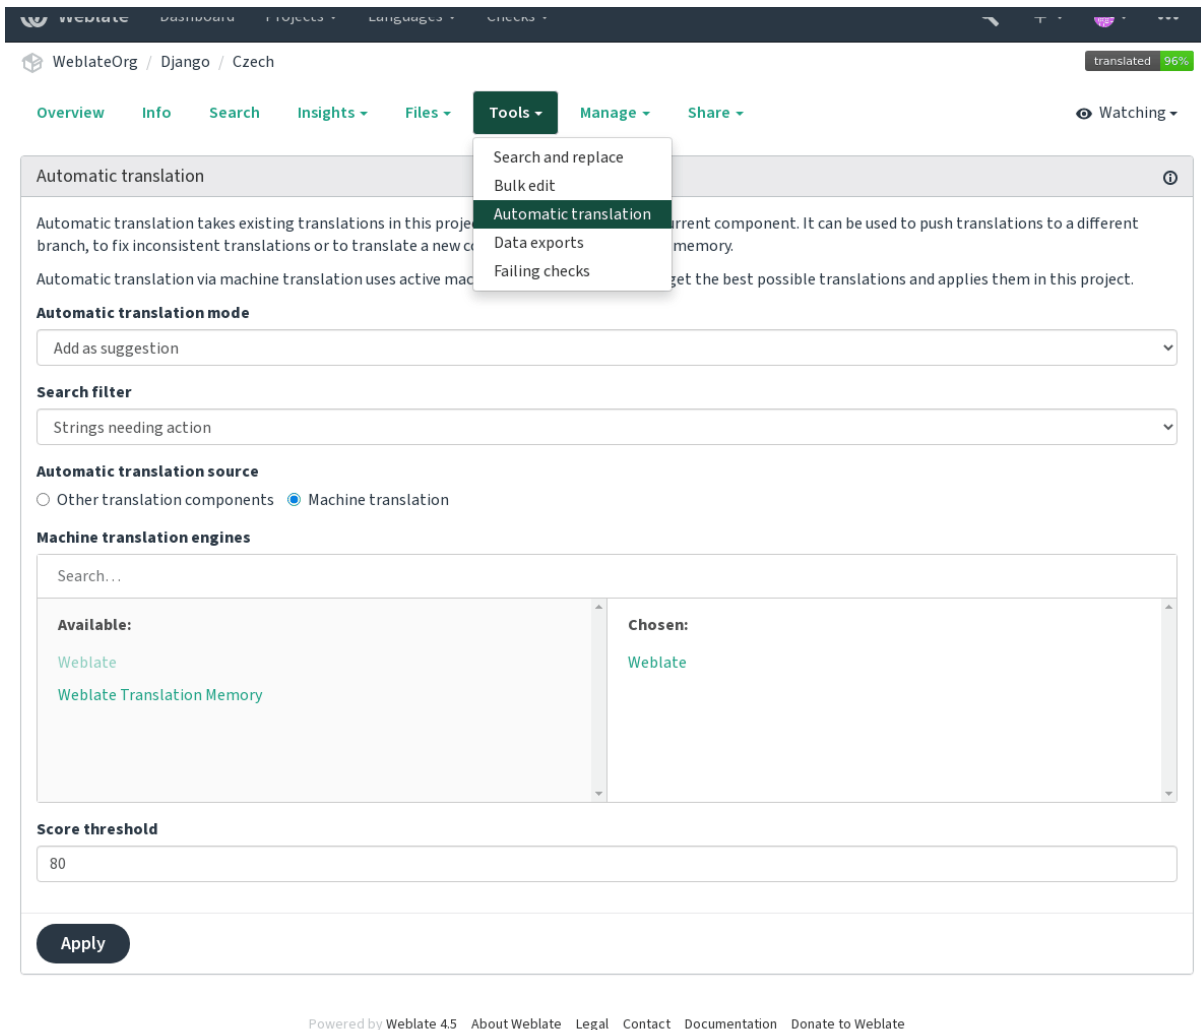 Weblate Dashboard Projects Languages Checks
WeblateOrg / Django / Czech
translated 96%
Overview Info Search Insights Files Tools Manage Share Watching
Search and replace
Bulk edit
Automatic translation
Data exports
Failing checks
Automatic translation
Automatic translation takes existing translations in this proje urrent component. It can be used to push translations to a different
branch, to fix inconsistent translations or to translate a new co memory.
Automatic translation via machine translation uses active mac get the best possible translations and applies them in this project.
Automatic translation mode
Add as suggestion
Search filter
Strings needing action
Automatic translation source
Other translation components Machine translation
Machine translation engines
Search…
Available:
Weblate
Weblate Translation Memory
Chosen:
Weblate
Score threshold
80
Apply
Powered by Weblate 4.5 About Weblate Legal Contact Documentation Donate to Weblate